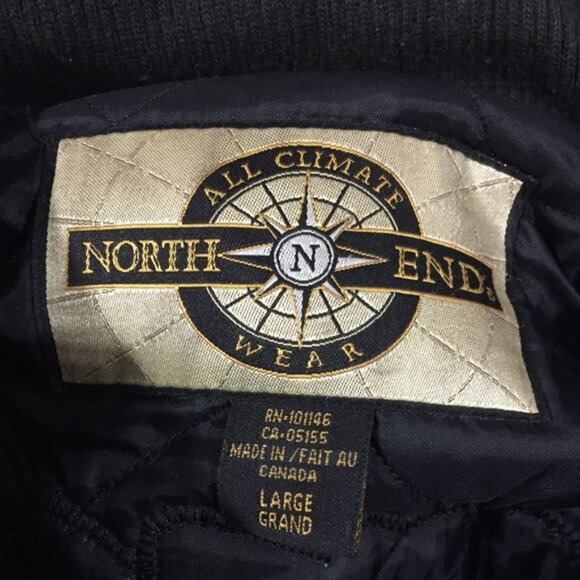 ALL CLIMATE
NORTH N END
WEAR
RN•101146
CA•05155
MADE IN /FAIT AU
CANADA
LARGE
GRAND